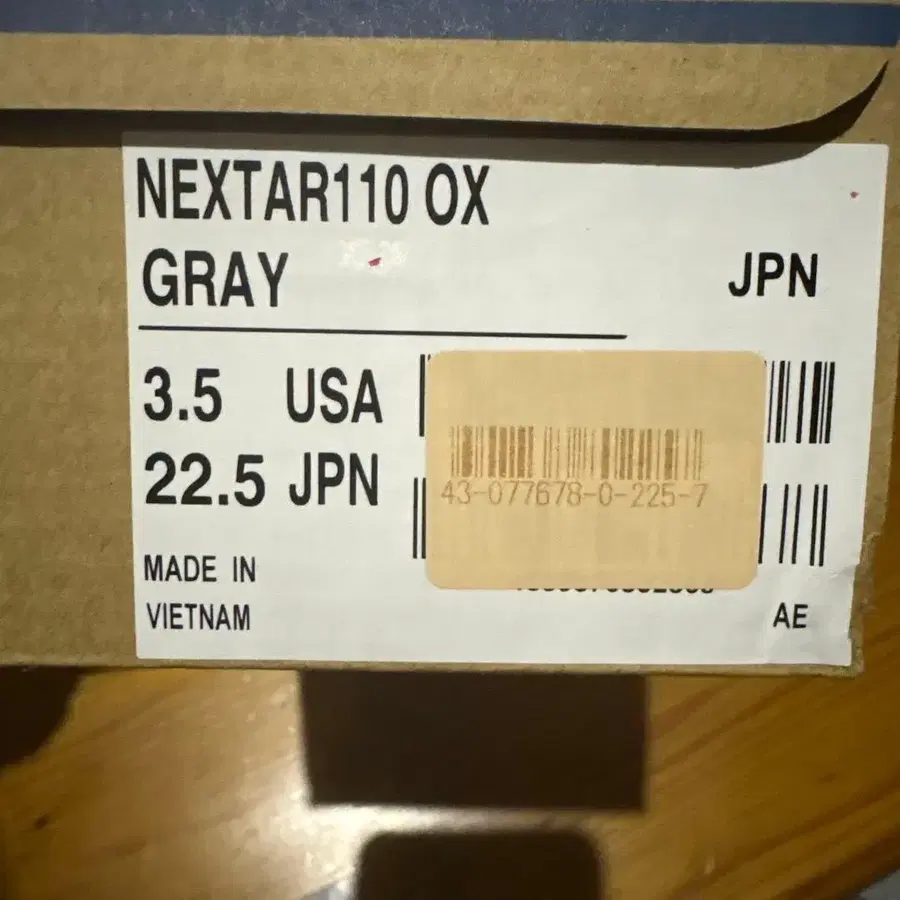 NEXTAR110 OX
GRAY
JPN
3.5 USA
22.5 JPN
43-077678-0-225-7
MADE IN
VIETNAM
AE